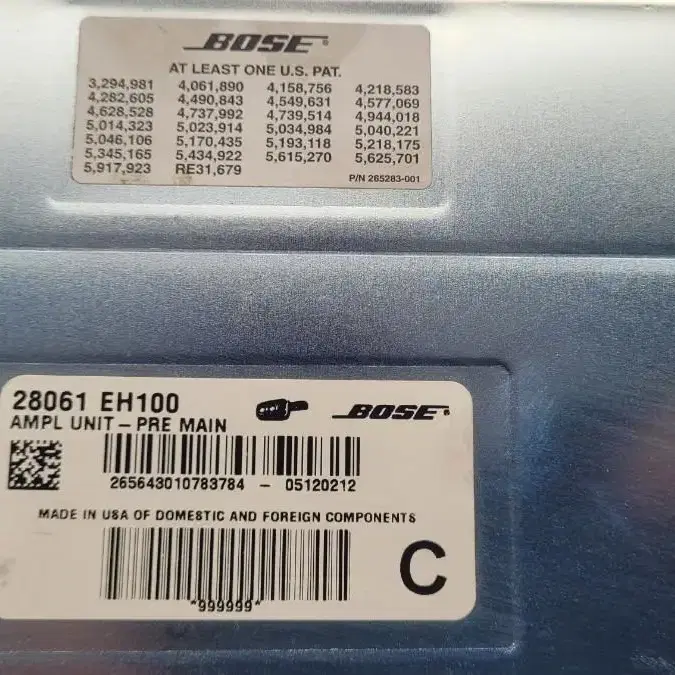 BOSE®
AT LEAST ONE U.S. PAT.
3,294,981 4,061,890 4,158,756 4,218,583
4,282,605 4,490,843 4,549,631 4,577,069
4,628,528 4,737,992 4,739,514 4,944,018
5,014,323 5,023,914 5,034,984 5,040,221
5,046,106 5,170,435 5,193,118 5,218,175
5,345,165 5,434,922 5,615,270 5,625,701
5,917,923 RE31,679
P/N 265283-001
28061 EH100
BOSE®
AMPL UNIT – PRE MAIN
265643010783784 – 05120212
MADE IN USA OF DOMESTIC AND FOREIGN COMPONENTS
C
*999999*